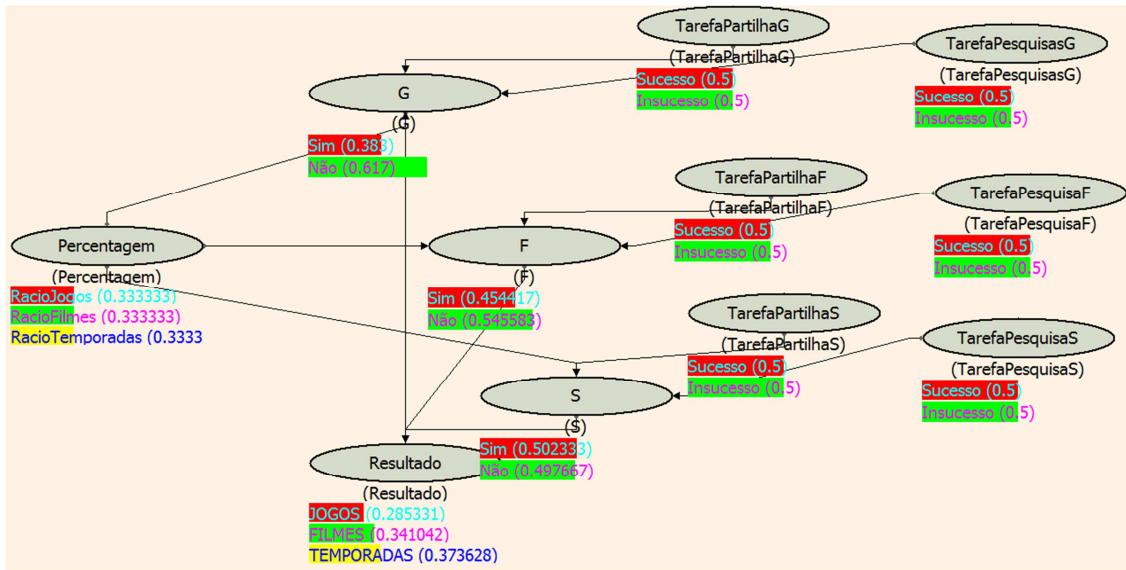 TarefaPartilhaG
(TarefaPartilhaG)
Sucesso (0.5)
Insucesso (0.5)
TarefaPesquisasG
(TarefaPesquisasG)
Sucesso (0.5)
Insucesso (0.5)
G
(G)
Sim (0.383)
Não (0.617)
TarefaPartilhaF
(TarefaPartilhaF)
Sucesso (0.5)
Insucesso (0.5)
TarefaPesquisaF
(TarefaPesquisaF)
Sucesso (0.5)
Insucesso (0.5)
Percentagem
(Percentagem)
RacioJogos (0.333333)
RacioFilmes (0.333333)
RacioTemporadas (0.3333
F
(F)
Sim (0.454417)
Não (0.545583)
TarefaPartilhaS
(TarefaPartilhaS)
Sucesso (0.5)
Insucesso (0.5)
TarefaPesquisaS
(TarefaPesquisaS)
Sucesso (0.5)
Insucesso (0.5)
S
(S)
Sim (0.502333)
Não (0.497667)
Resultado
(Resultado)
JOGOS (0.285331)
FILMES (0.341042)
TEMPORADAS (0.373628)